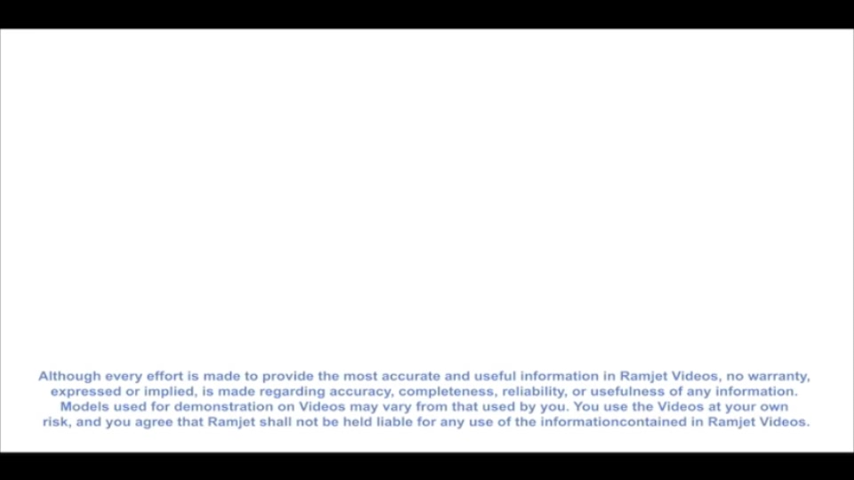 Although every effort is made to provide the most accurate and useful information in Ramjet Videos, no warranty,
expressed or implied, is made regarding accuracy, completeness, reliability, or usefulness of any information.
Models used for demonstration on Videos may vary from that used by you. You use the Videos at your own
risk, and you agree that Ramjet shall not be held liable for any use of the informationcontained in Ramjet Videos.